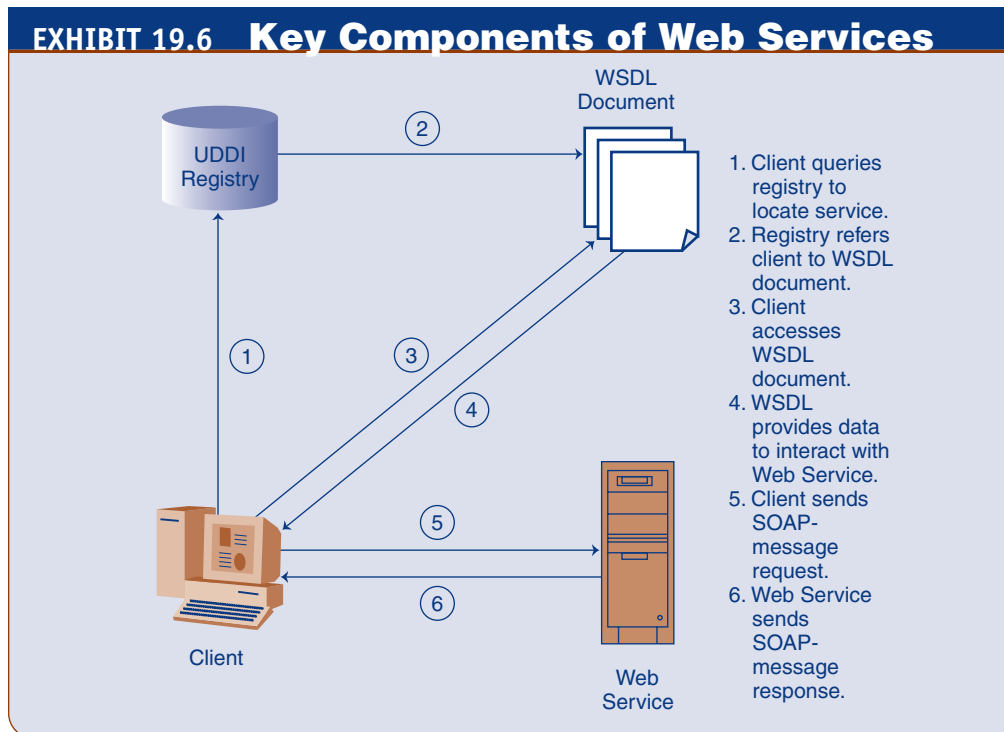 EXHIBIT 19.6 Key Components of Web Services
WSDL
Document
2
UDDI
Registry
1
3
4
5
6
Client
Web
Service
1. Client queries
registry to
locate service.
2. Registry refers
client to WSDL
document.
3. Client
accesses
WSDL
document.
4. WSDL
provides data
to interact with
Web Service.
5. Client sends
SOAP-
message
request.
6. Web Service
sends
SOAP-
message
response.